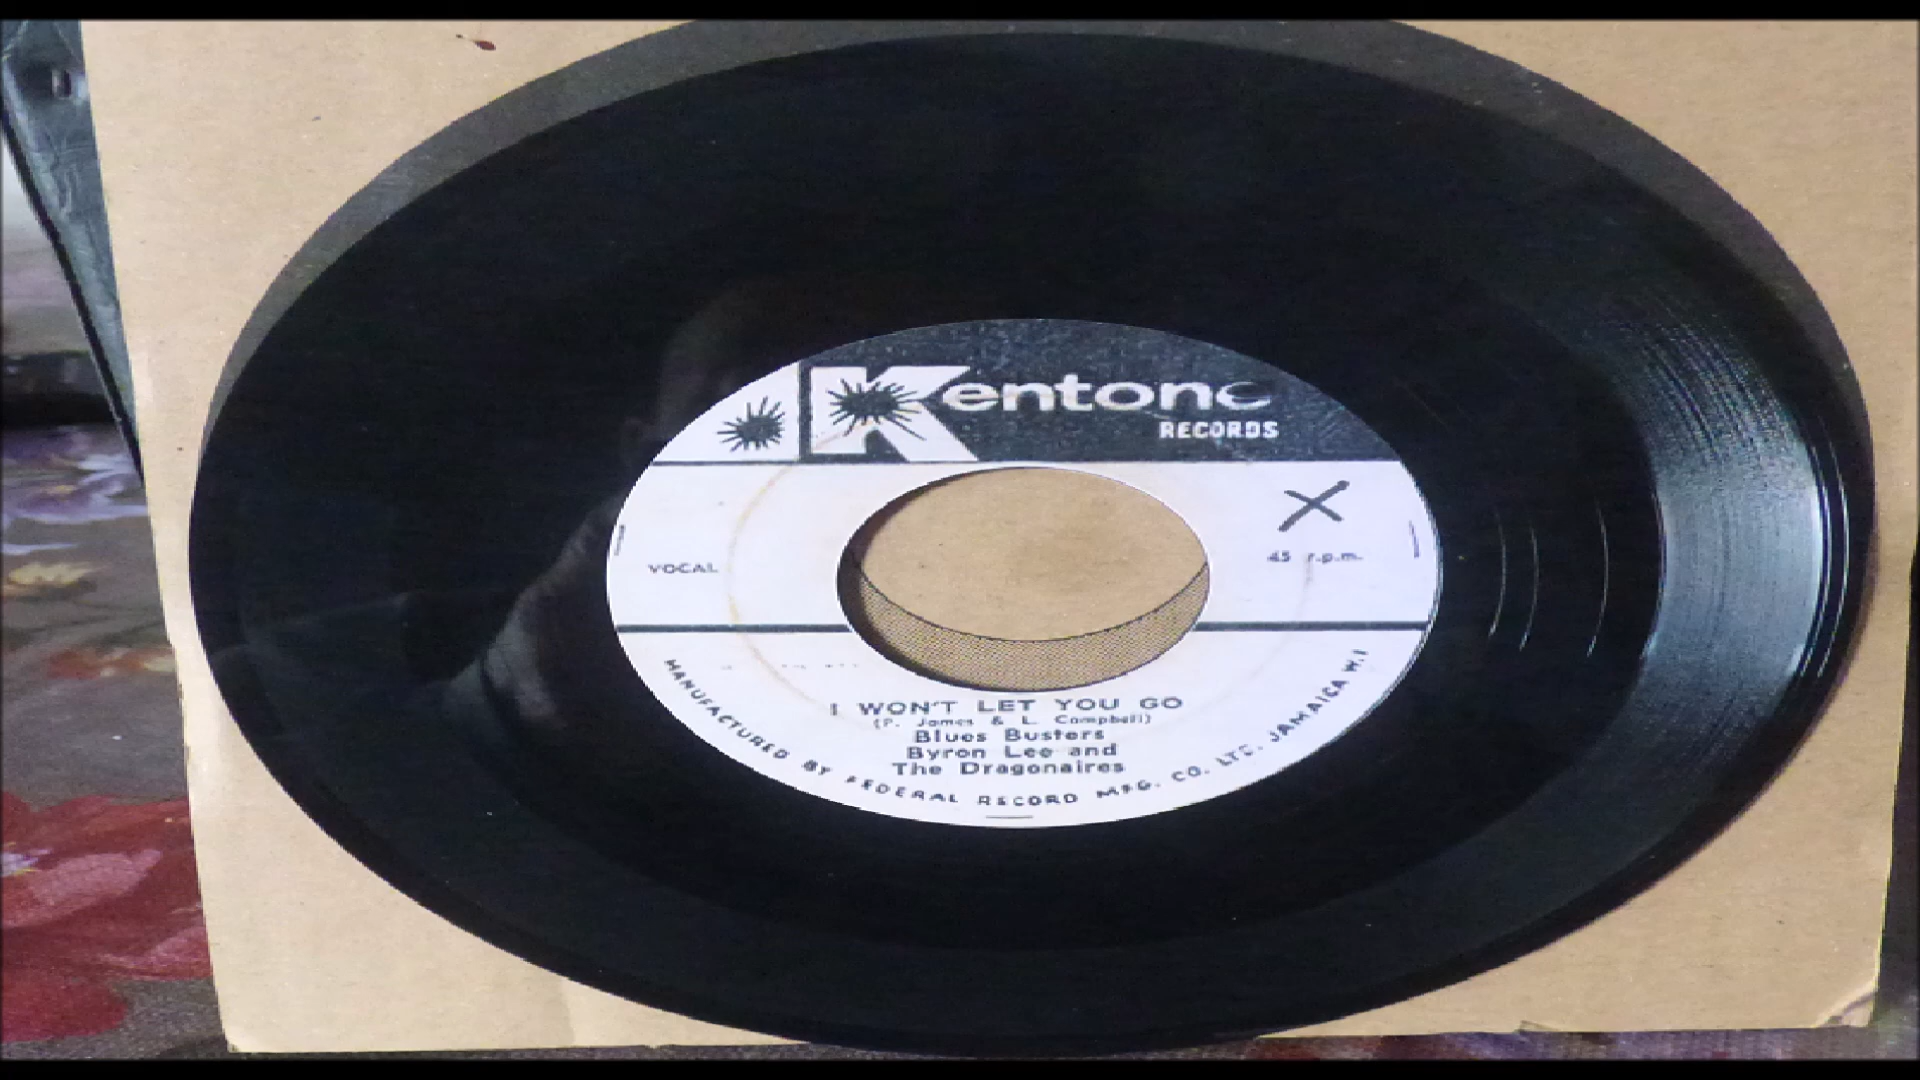 Kentone
RECORDS
X
VOCAL
45 r.p.m.
I WON'T LET YOU GO
(P. James & L. Campbell)
Blues Busters
Byron Lee and
The Dragonaires
MANUFACTURED BY FEDERAL RECORD MFG. CO. LTD. JAMAICA W.I